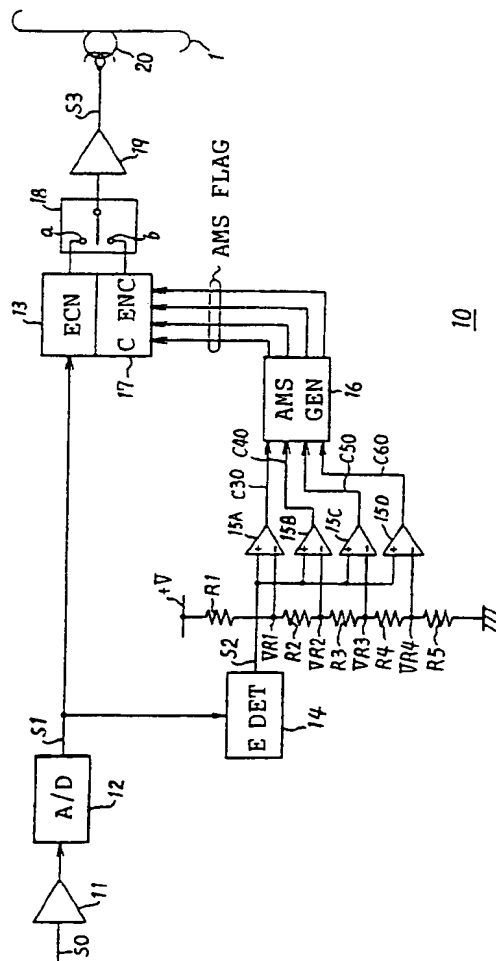 S0
11
A/D
12
S1
13
ECN
C ENC
17
18
a
b
19
S3
20
1
AMS FLAG
E DET
14
S2
+V
R1
VR1
R2
VR2
R3
VR3
R4
VR4
R5
15A
15B
15C
15D
C30
C40
C50
C60
AMS
GEN
16
10